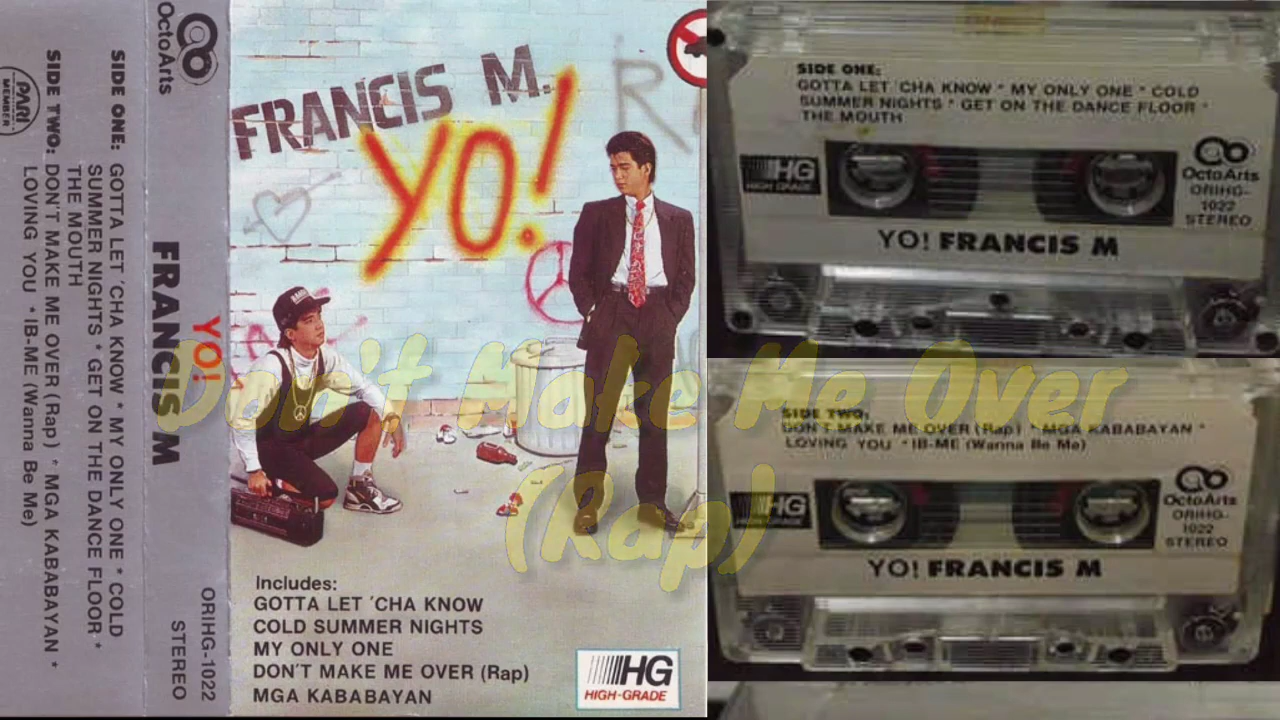 OctoArts
SIDE ONE: GOTTA LET 'CHA KNOW * MY ONLY ONE * COLD
SUMMER NIGHTS * GET ON THE DANCE FLOOR *
THE MOUTH
SIDE TWO: DON'T MAKE ME OVER (Rap) * MGA KABABAYAN *
LOVING YOU * IB-ME (Wanna Be Me)
PARI
MEMBER
YO!
FRANCIS M
ORIHG-1022
STEREO
FRANCIS M.
YO!
Includes:
GOTTA LET 'CHA KNOW
COLD SUMMER NIGHTS
MY ONLY ONE
DON'T MAKE ME OVER (Rap)
MGA KABABAYAN
HG
HIGH-GRADE
Don't Make Me Over
(Rap)
SIDE ONE:
GOTTA LET 'CHA KNOW * MY ONLY ONE * COLD
SUMMER NIGHTS * GET ON THE DANCE FLOOR *
THE MOUTH
HG
HIGH GRADE
OctoArts
ORIHG-
1022
STEREO
YO! FRANCIS M
SIDE TWO:
DON'T MAKE ME OVER (Rap) * MGA KABABAYAN *
LOVING YOU * IB-ME (Wanna Be Me)
HG
HIGH GRADE
OctoArts
ORIHG-
1022
STEREO
YO! FRANCIS M